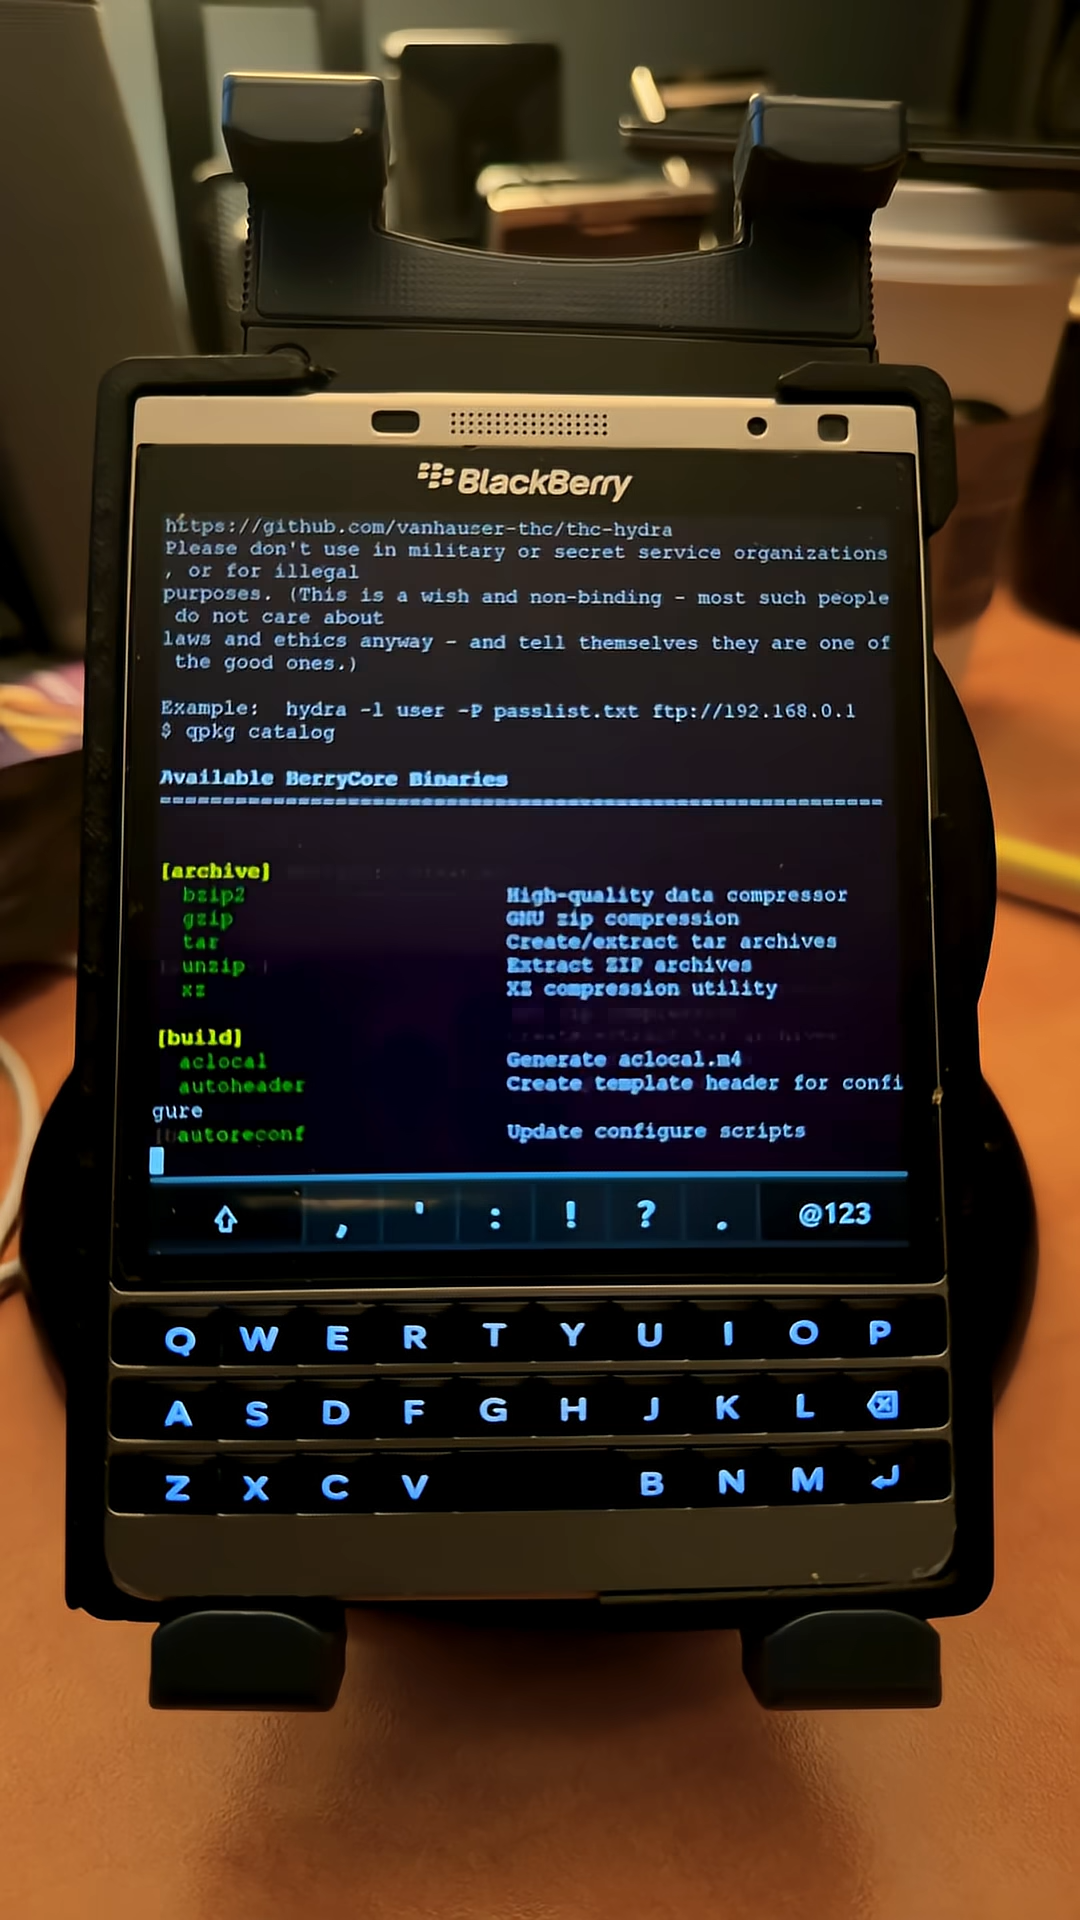 BlackBerry
https://github.com/vanhauser-thc/thc-hydra
Please don't use in military or secret service organizations
, or for illegal
purposes. (This is a wish and non-binding - most such people
do not care about
laws and ethics anyway - and tell themselves they are one of
the good ones.)
Example:  hydra -l user -P passlist.txt ftp://192.168.0.1
$ qpkg catalog
Available BerryCore Binaries
============================================================
[archive]
bzip2 High-quality data compressor
gzip GNU zip compression
tar Create/extract tar archives
unzip Extract ZIP archives
xz XZ compression utility
[build]
aclocal Generate aclocal.m4
autoheader Create template header for confi
gure
autoreconf Update configure scripts
, ' : ! ? . @123
Q W E R T Y U I O P
A S D F G H J K L
Z X C V B N M